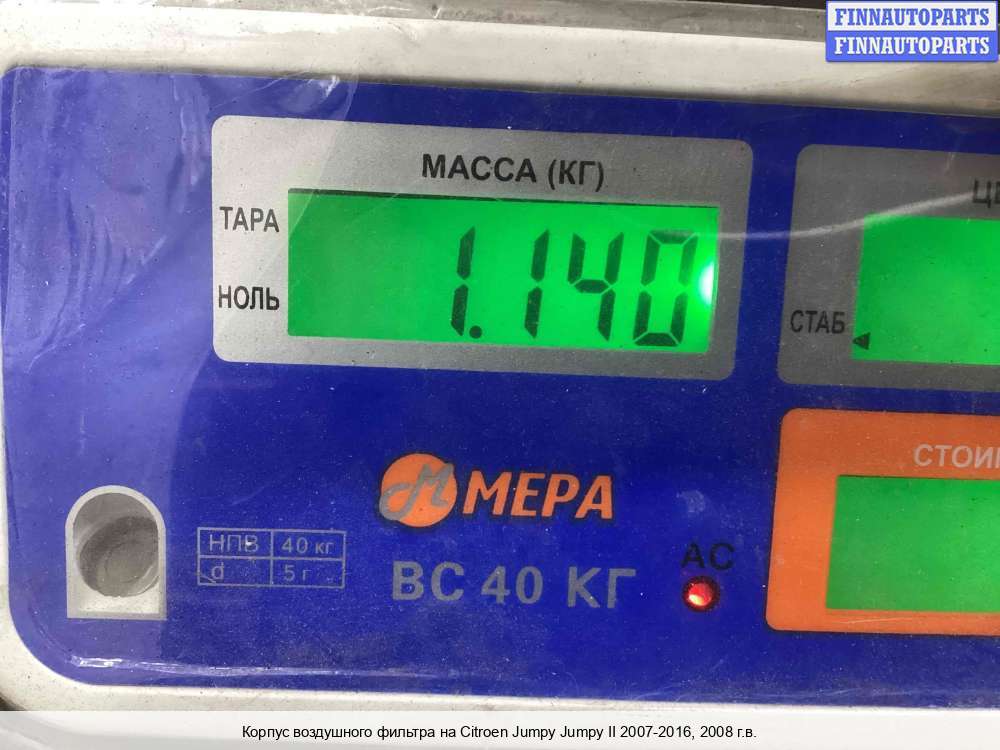 FINNAUTOPARTS
FINNAUTOPARTS
МАССА (КГ)
ТАРА
1.140
НОЛЬ
СТАБ
МЕРА
НПВ 40 кг
d 5 г
ВС 40 КГ
АС
Корпус воздушного фильтра на Citroen Jumpy Jumpy II 2007-2016, 2008 г.в.